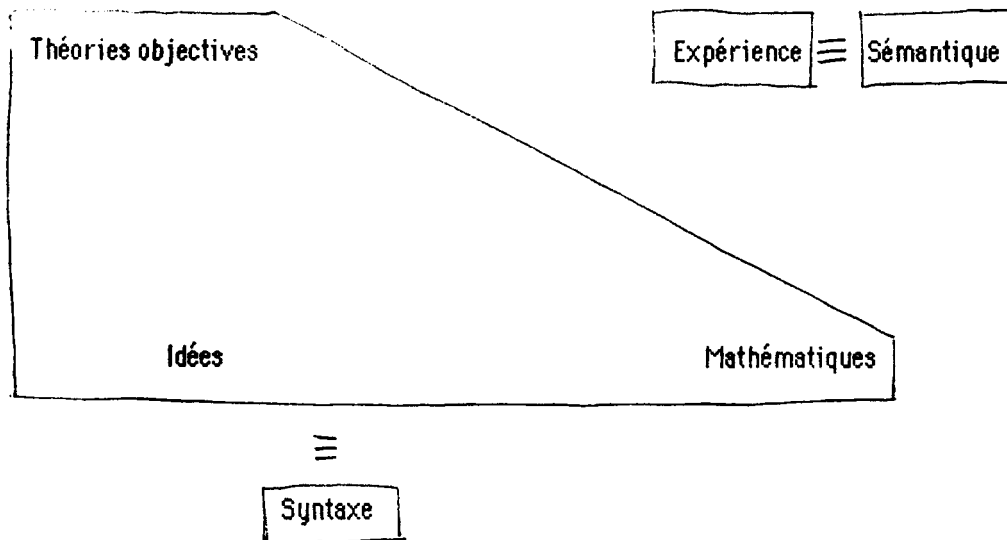 Théories objectives
Expérience ≡ Sémantique
Idées
Mathématiques
≡
Syntaxe